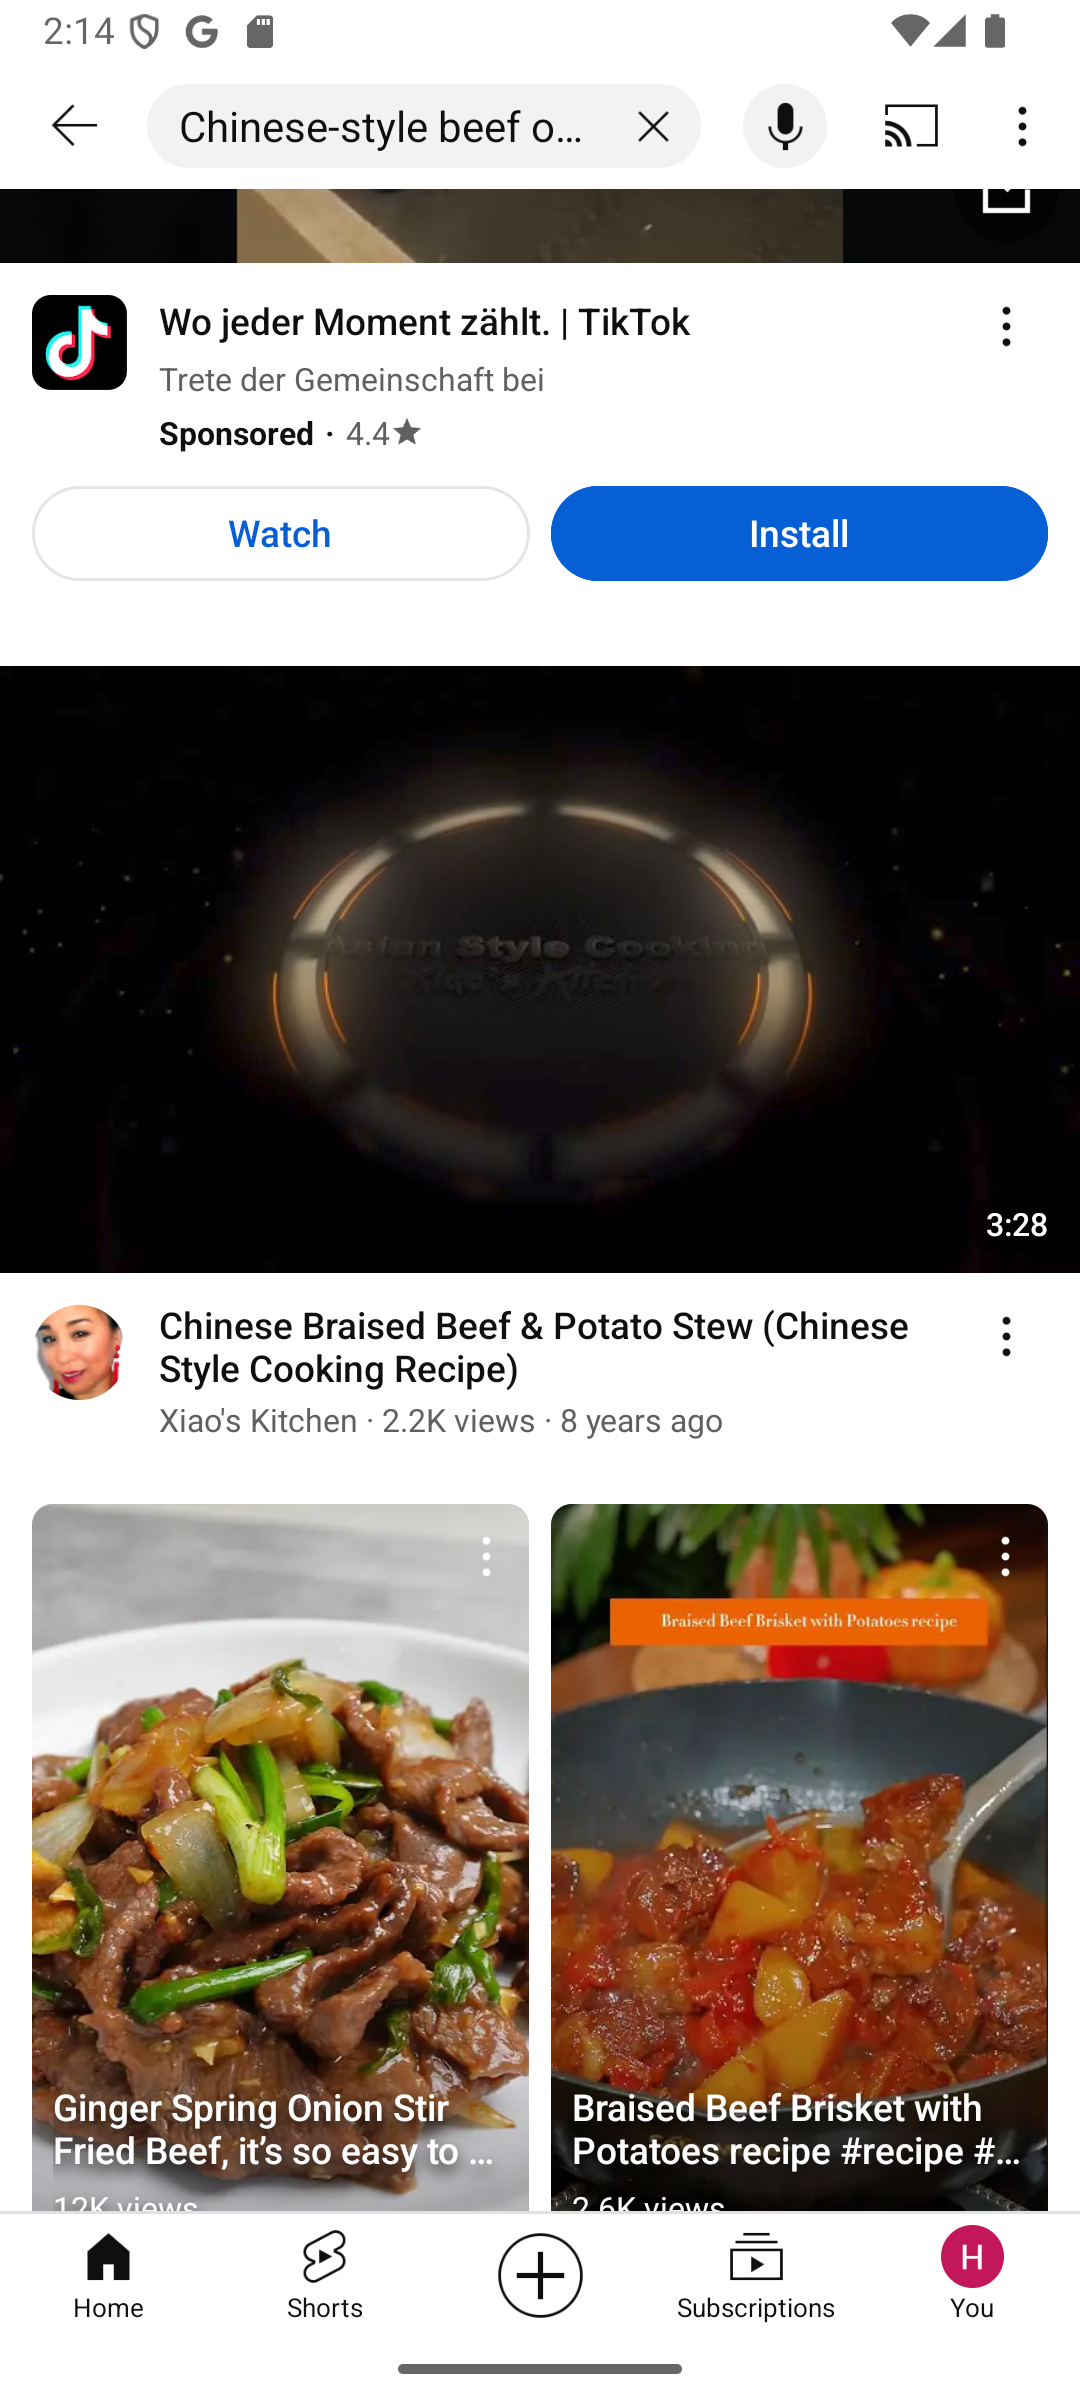 2:14
Chinese-style beef o...
Wo jeder Moment zählt. | TikTok
Trete der Gemeinschaft bei
Sponsored · 4.4★
Watch
Install
Asian Style Cooking
3:28
Chinese Braised Beef & Potato Stew (Chinese
Style Cooking Recipe)
Xiao's Kitchen · 2.2K views · 8 years ago
Braised Beef Brisket with Potatoes recipe
Ginger Spring Onion Stir
Fried Beef, it’s so easy to ...
12K views
Braised Beef Brisket with
Potatoes recipe #recipe #...
2.6K views
Home
Shorts
Subscriptions
H
You